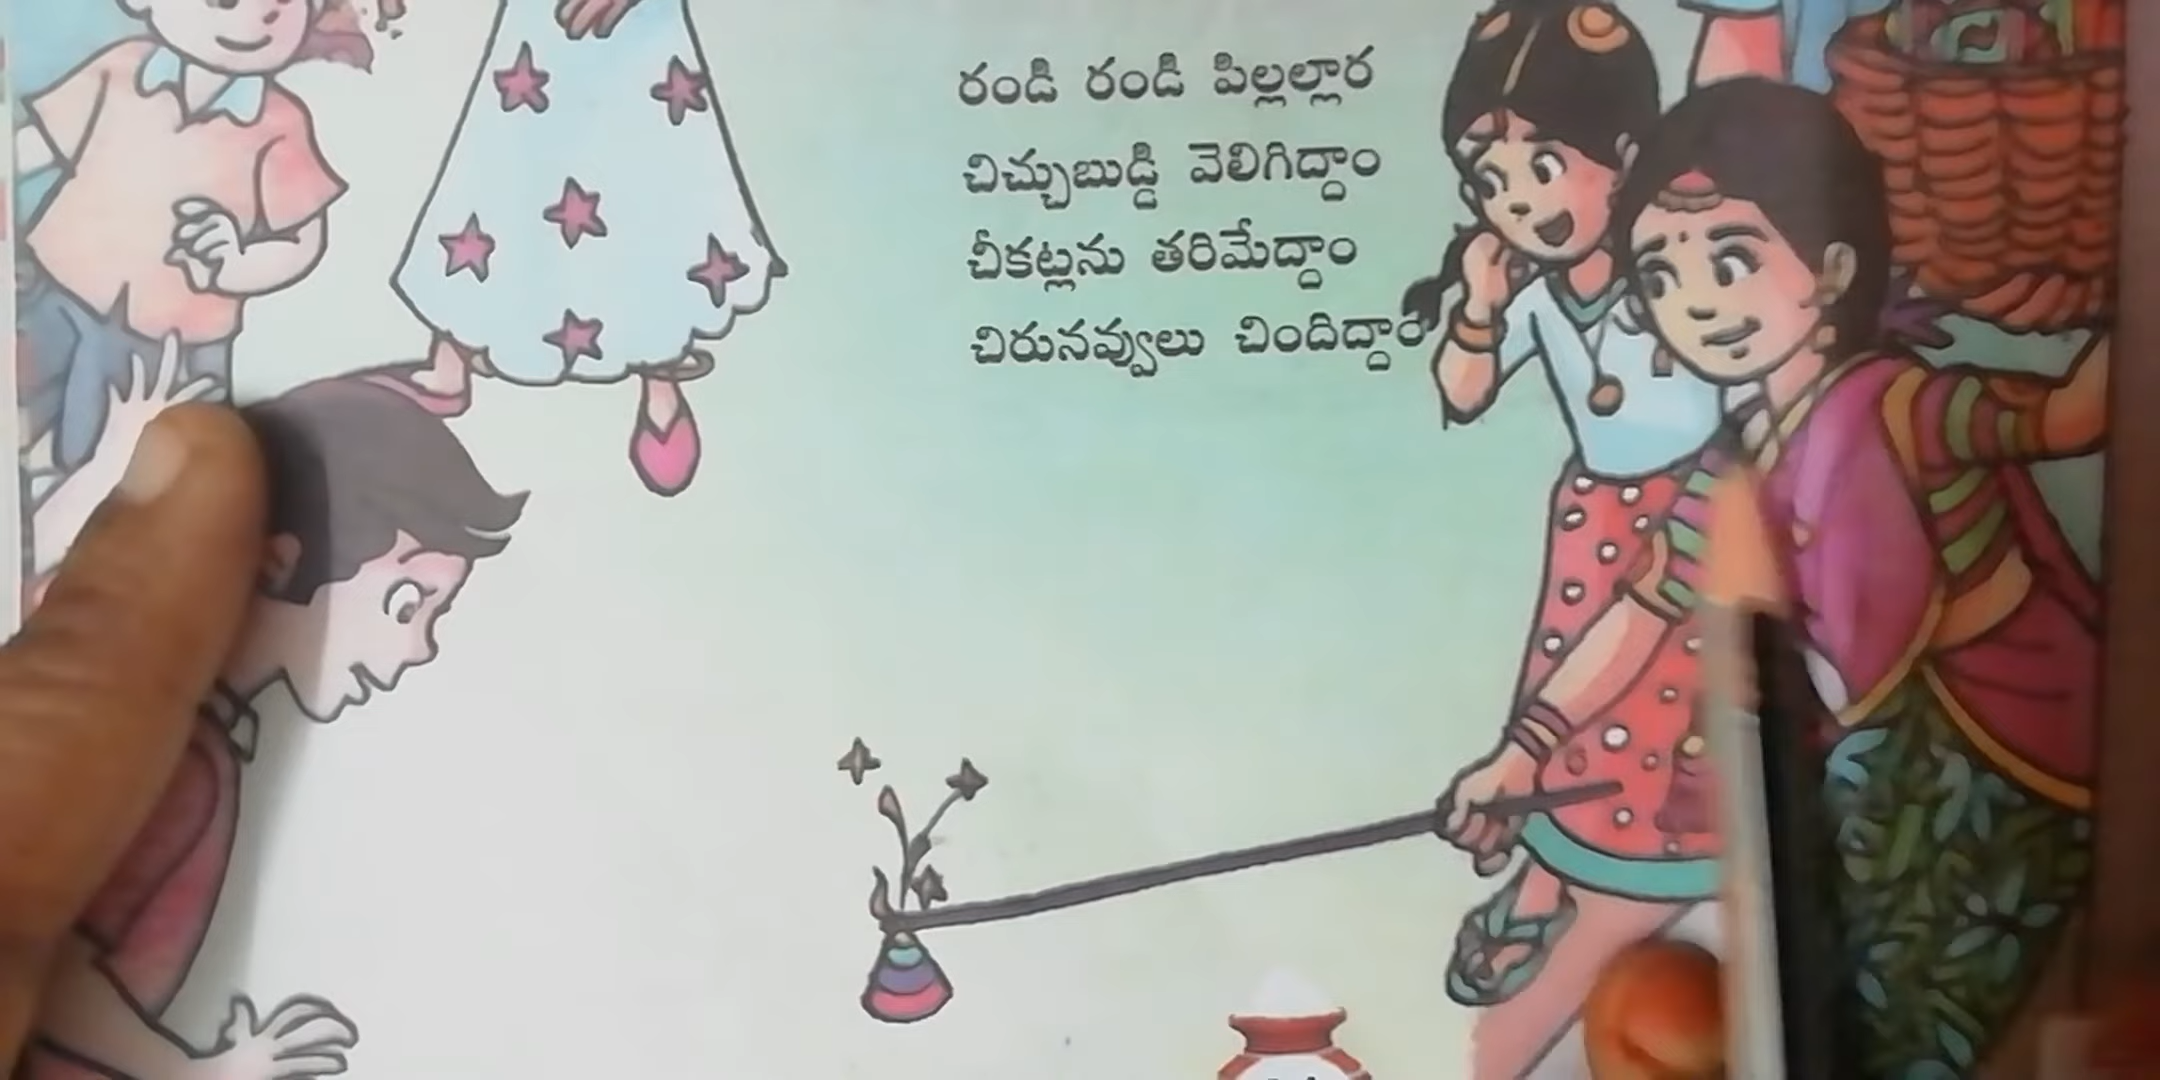 రండి రండి పిల్లల్లార
చిచ్చుబుడ్డి వెలిగిద్దాం
చీకట్లను తరిమేద్దాం
చిరునవ్వులు చిందిద్దాం